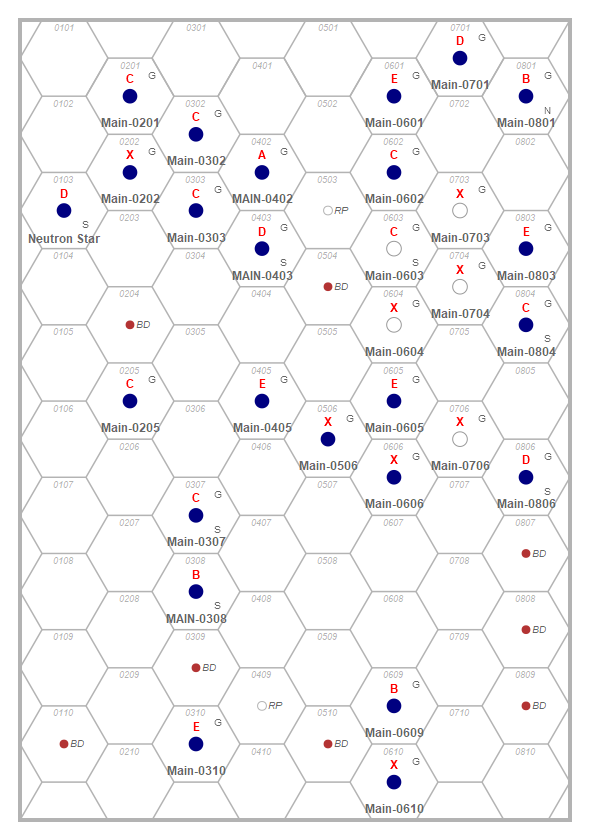 0101
0301
0501
0701
D G
Main-0701
0201
C G
Main-0201
0401
0601
E G
Main-0601
0801
B G
N
Main-0801
0102
0302
C G
Main-0302
0502
0702
0202
X G
Main-0202
0402
A G
MAIN-0402
0602
C G
Main-0602
0802
0103
D
S
Neutron Star
0303
C G
Main-0303
0503
RP
0703
X G
Main-0703
0203
0403
D G
S
MAIN-0403
0603
C G
S
Main-0603
0803
E G
Main-0803
0104
0304
0504
BD
0704
X G
Main-0704
0204
BD
0404
0604
X G
Main-0604
0804
C G
S
Main-0804
0105
0305
0505
0705
0205
C G
Main-0205
0405
E G
Main-0405
0605
E G
Main-0605
0805
0106
0306
0506
X G
Main-0506
0706
X G
Main-0706
0206
0406
0606
X G
Main-0606
0806
D G
S
Main-0806
0107
0307
C G
S
Main-0307
0507
0707
0207
0407
0607
0807
BD
0108
0308
B
S
MAIN-0308
0508
0708
0208
0408
0608
0808
BD
0109
0309
BD
0509
0709
0209
0409
RP
0609
B G
Main-0609
0809
BD
0110
BD
0310
E G
Main-0310
0510
BD
0710
0210
0410
0610
X G
Main-0610
0810